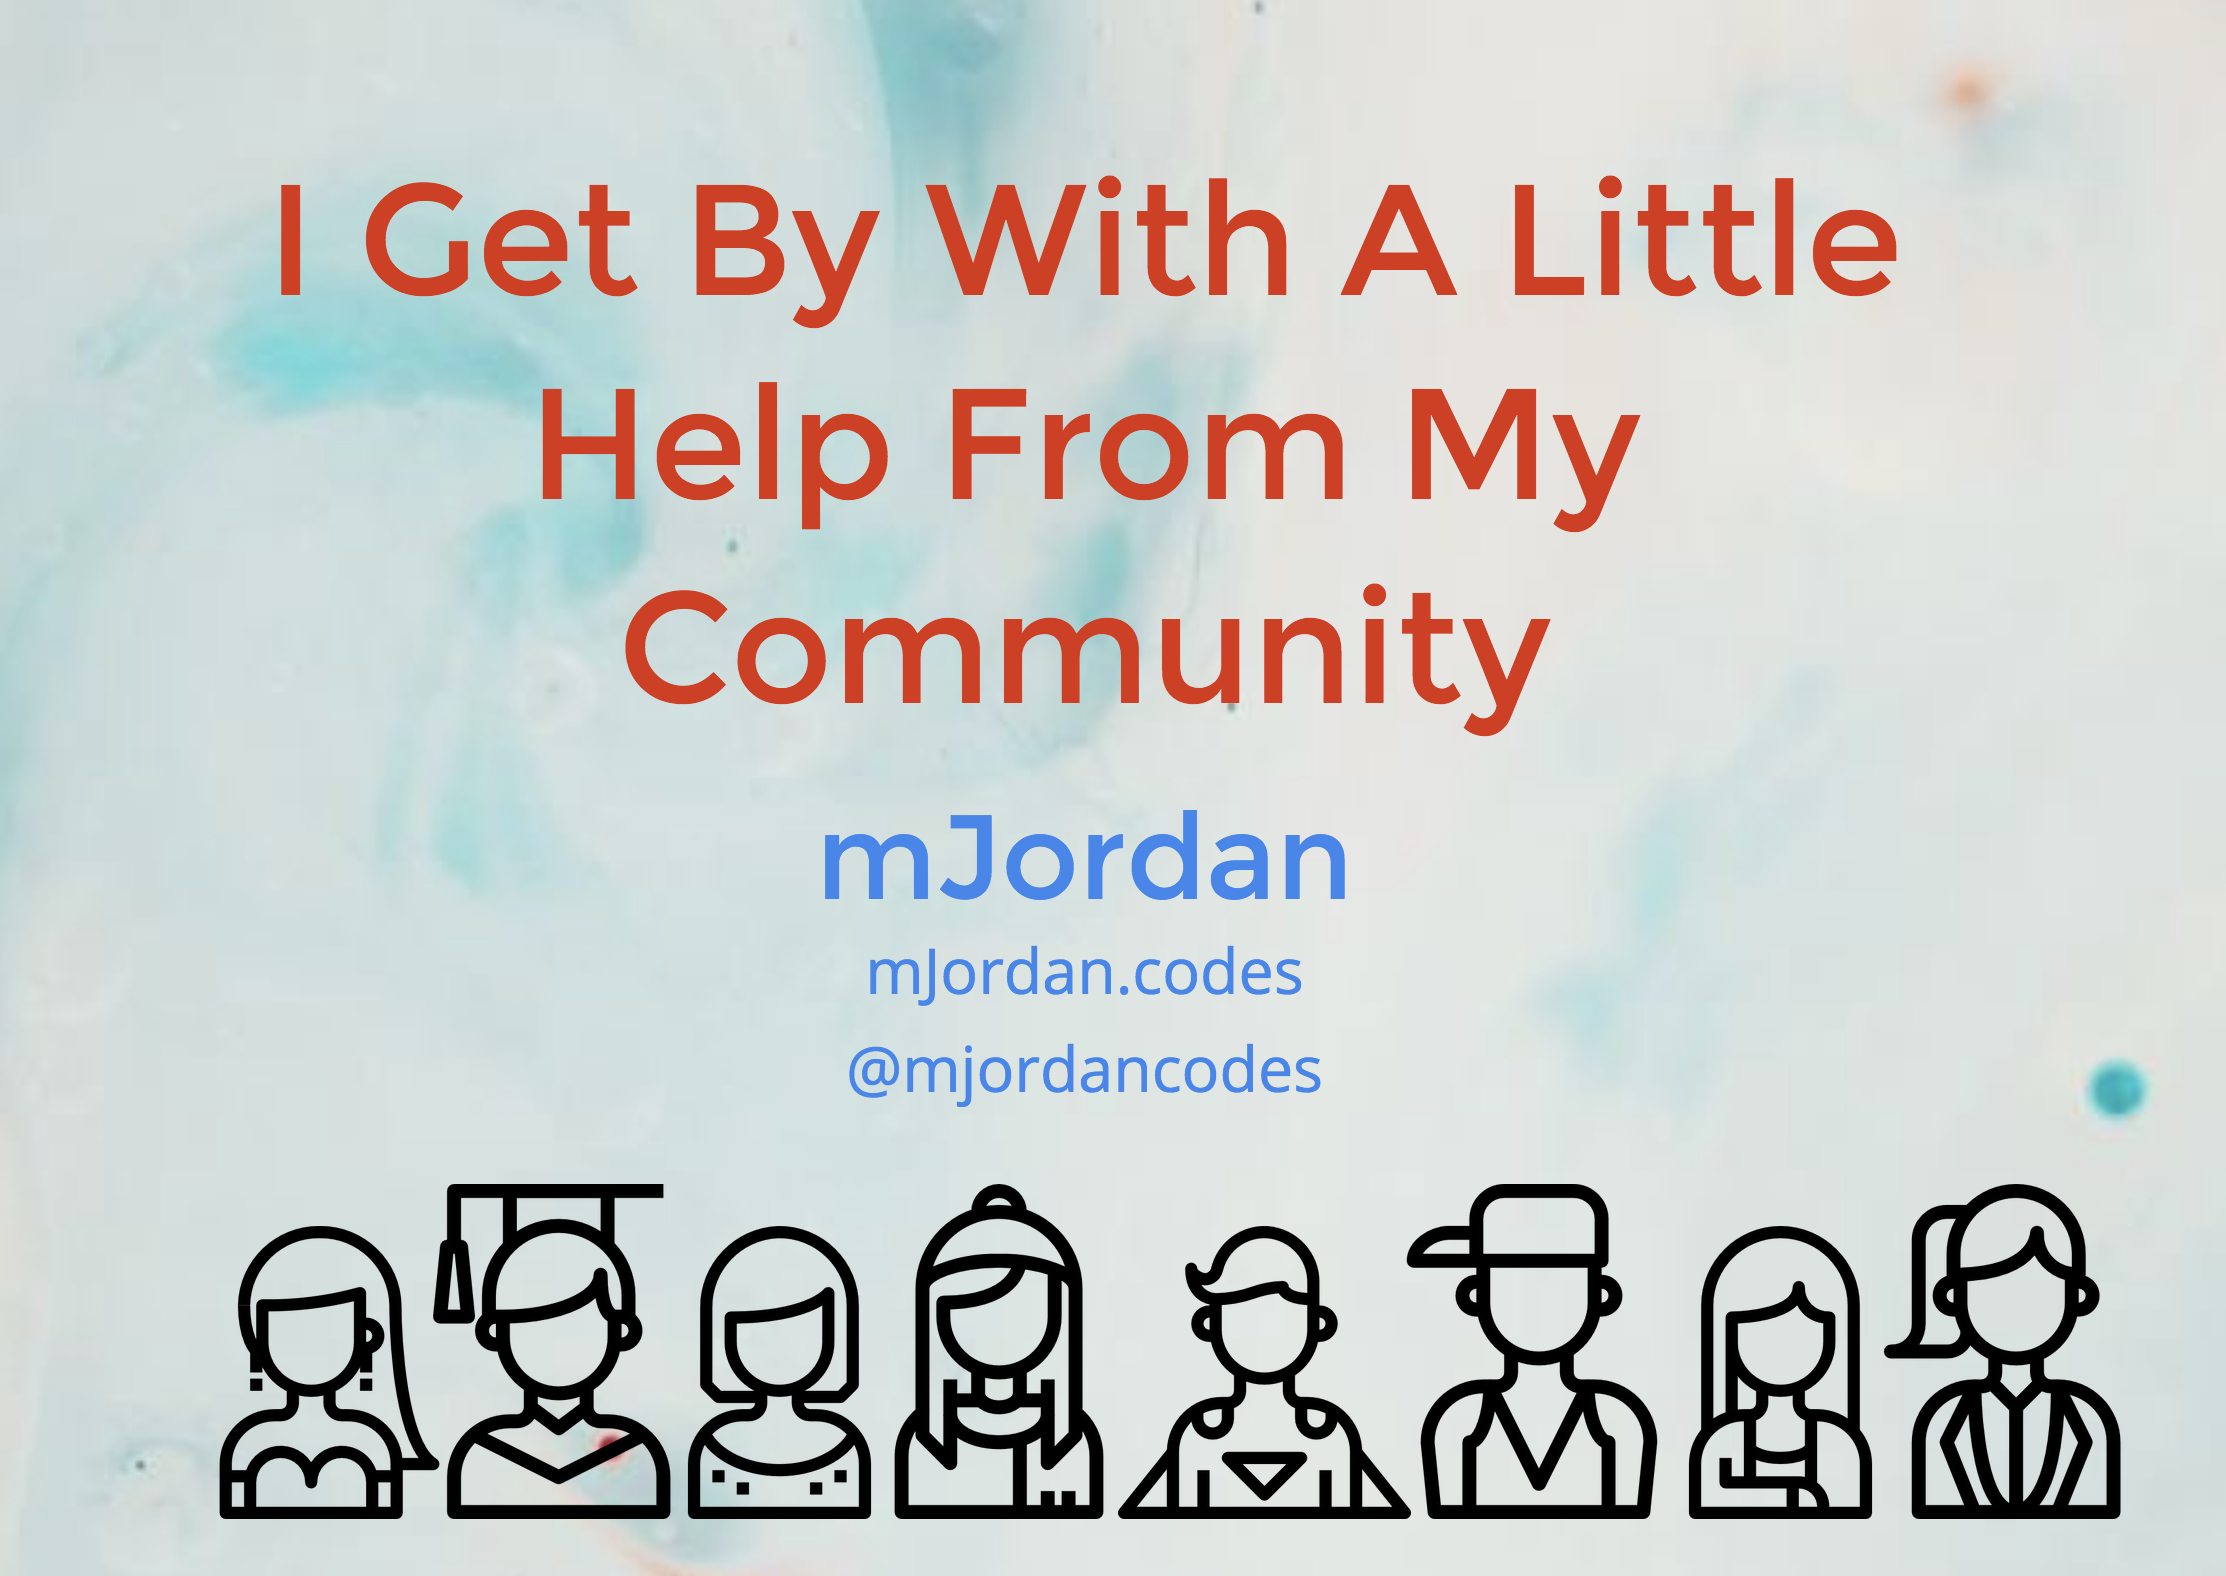 I Get By With A Little
Help From My
Community
mJordan
mJordan.codes
@mjordancodes